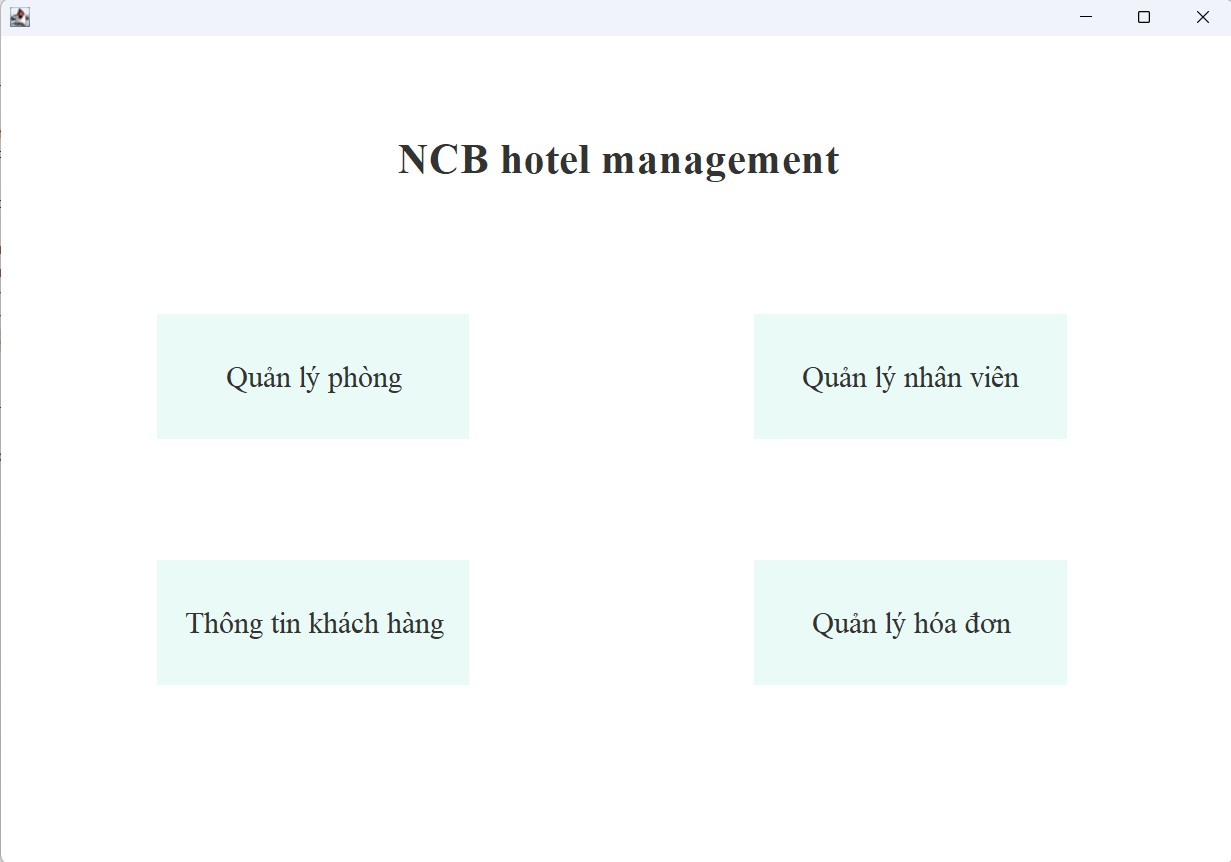 NCB hotel management
Quản lý phòng
Quản lý nhân viên
Thông tin khách hàng
Quản lý hóa đơn